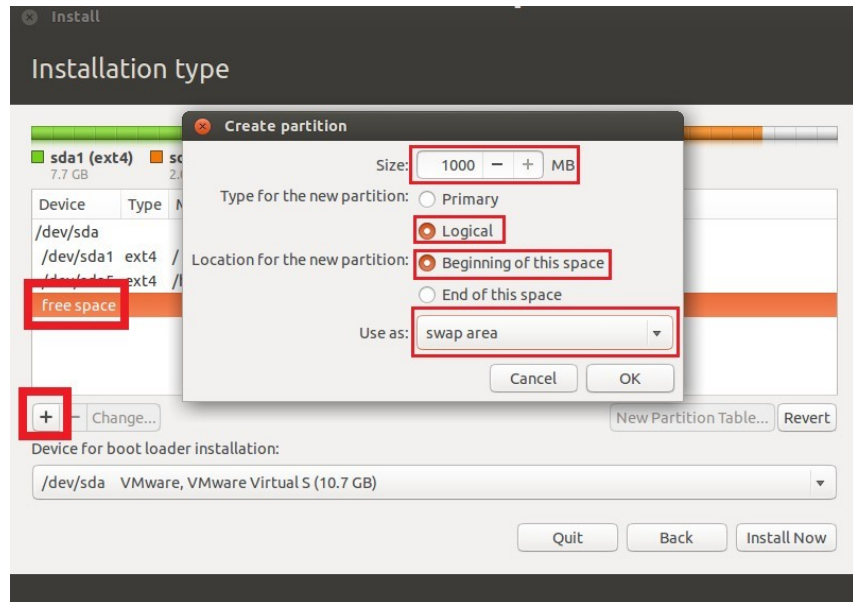 Install
Installation type
Create partition
Size: 1000 − + MB
Type for the new partition: Primary
Logical
Location for the new partition: Beginning of this space
End of this space
Use as: swap area
Cancel OK
sda1 (ext4)
7.7 GB
Device Type
/dev/sda
/dev/sda1 ext4 /
ext4
free space
+ − Change...
New Partition Table... Revert
Device for boot loader installation:
/dev/sda VMware, VMware Virtual S (10.7 GB)
Quit Back Install Now